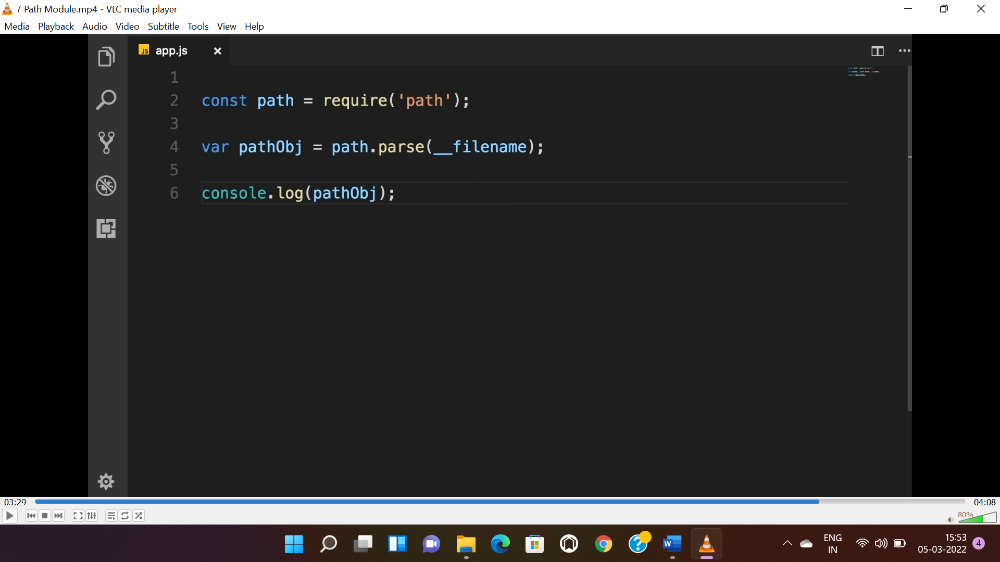 7 Path Module.mp4 - VLC media player
Media Playback Audio Video Subtitle Tools View Help
JS app.js
1
2 const path = require('path');
3
4 var pathObj = path.parse(__filename);
5
6 console.log(pathObj);
03:29
04:08
80%
W
ENG
IN
15:53
05-03-2022
4